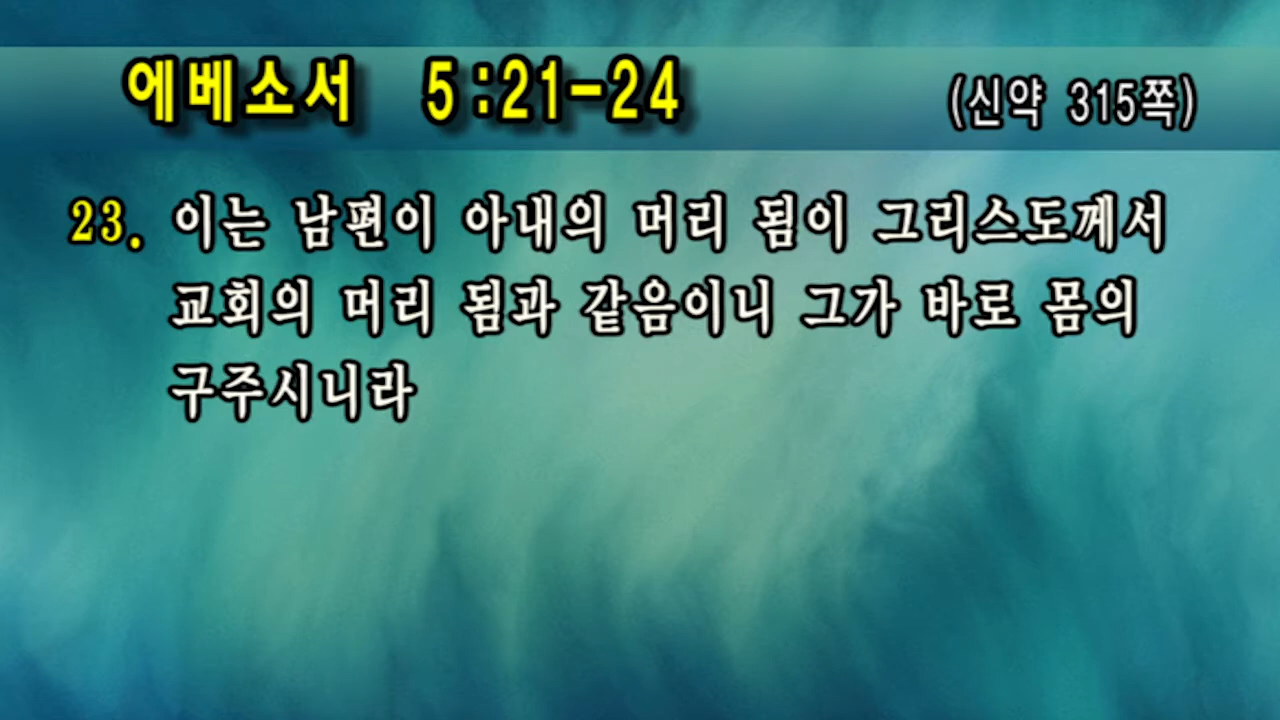 에베소서 5:21-24 (신약 315쪽)
23. 이는 남편이 아내의 머리 됨이 그리스도께서
교회의 머리 됨과 같음이니 그가 바로 몸의
구주시니라